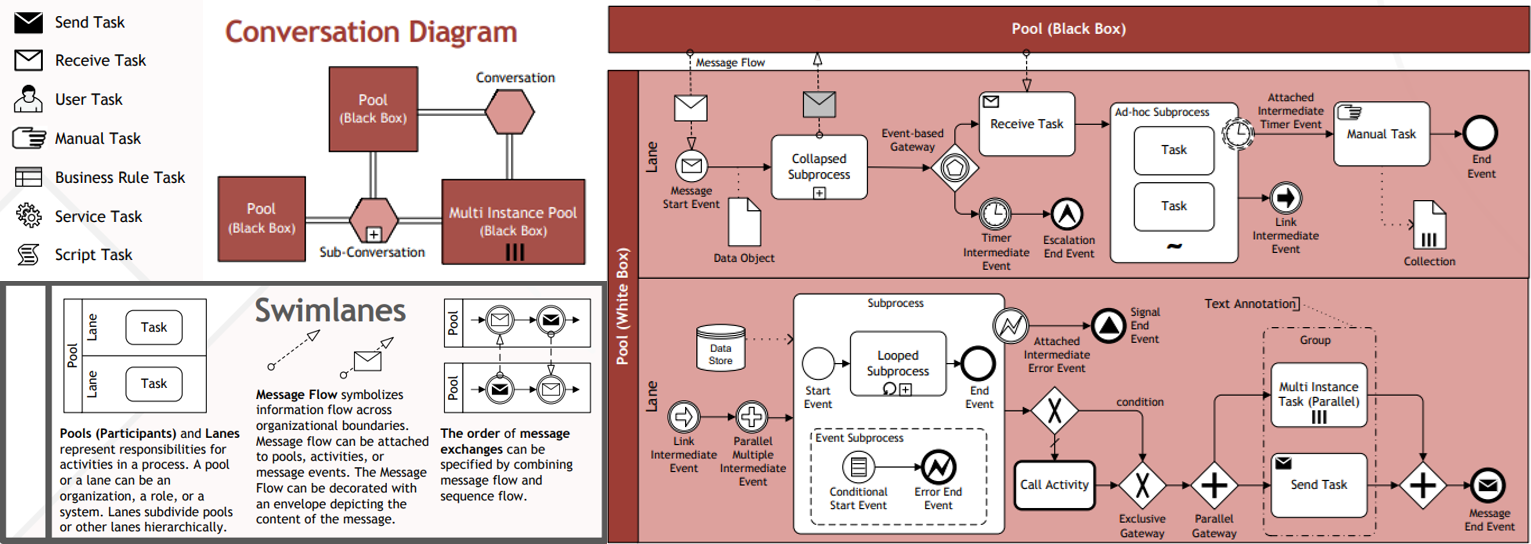 Send Task
Receive Task
User Task
Manual Task
Business Rule Task
Service Task
Script Task
Conversation Diagram
Conversation
Pool
(Black Box)
Pool
(Black Box)
Multi Instance Pool
(Black Box)
Sub-Conversation
Swimlanes
Pool
Lane
Task
Lane
Task
Pools (Participants) and Lanes
represent responsibilities for
activities in a process. A pool
or a lane can be an
organization, a role, or a
system. Lanes subdivide pools
or other lanes hierarchically.
Message Flow symbolizes
information flow across
organizational boundaries.
Message flow can be attached
to pools, activities, or
message events. The Message
Flow can be decorated with
an envelope depicting the
content of the message.
Pool
Pool
The order of message
exchanges can be
specified by combining
message flow and
sequence flow.
Pool (Black Box)
Pool (White Box)
Message Flow
Lane
Message
Start Event
Data Object
Collapsed
Subprocess
Event-based
Gateway
Receive Task
Timer
Intermediate
Event
Escalation
End Event
Ad-hoc Subprocess
Task
Task
Attached
Intermediate
Timer Event
Manual Task
End
Event
Link
Intermediate
Event
Collection
Lane
Data
Store
Link
Intermediate
Event
Parallel
Multiple
Intermediate
Event
Subprocess
Start
Event
Looped
Subprocess
End
Event
Event Subprocess
Conditional
Start Event
Error End
Event
Attached
Intermediate
Error Event
Signal
End
Event
condition
Call Activity
Exclusive
Gateway
Parallel
Gateway
Text Annotation
Group
Multi Instance
Task (Parallel)
Send Task
Message
End Event